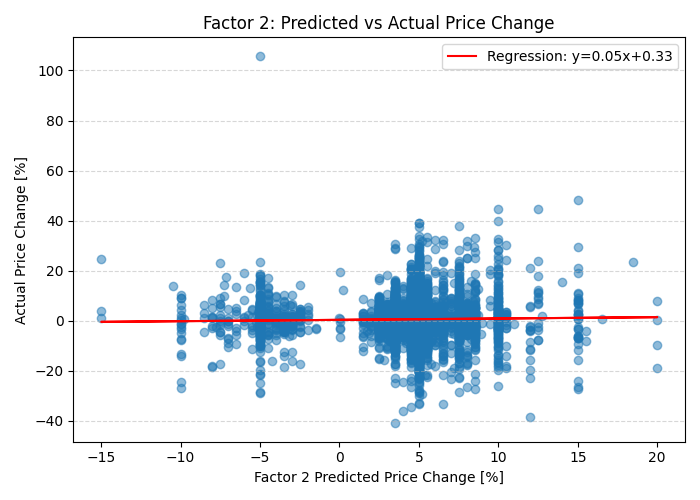 Factor 2: Predicted vs Actual Price Change
Regression: y=0.05x+0.33
Actual Price Change [%]
100
80
60
40
20
0
−20
−40
−15 −10 −5 0 5 10 15 20
Factor 2 Predicted Price Change [%]